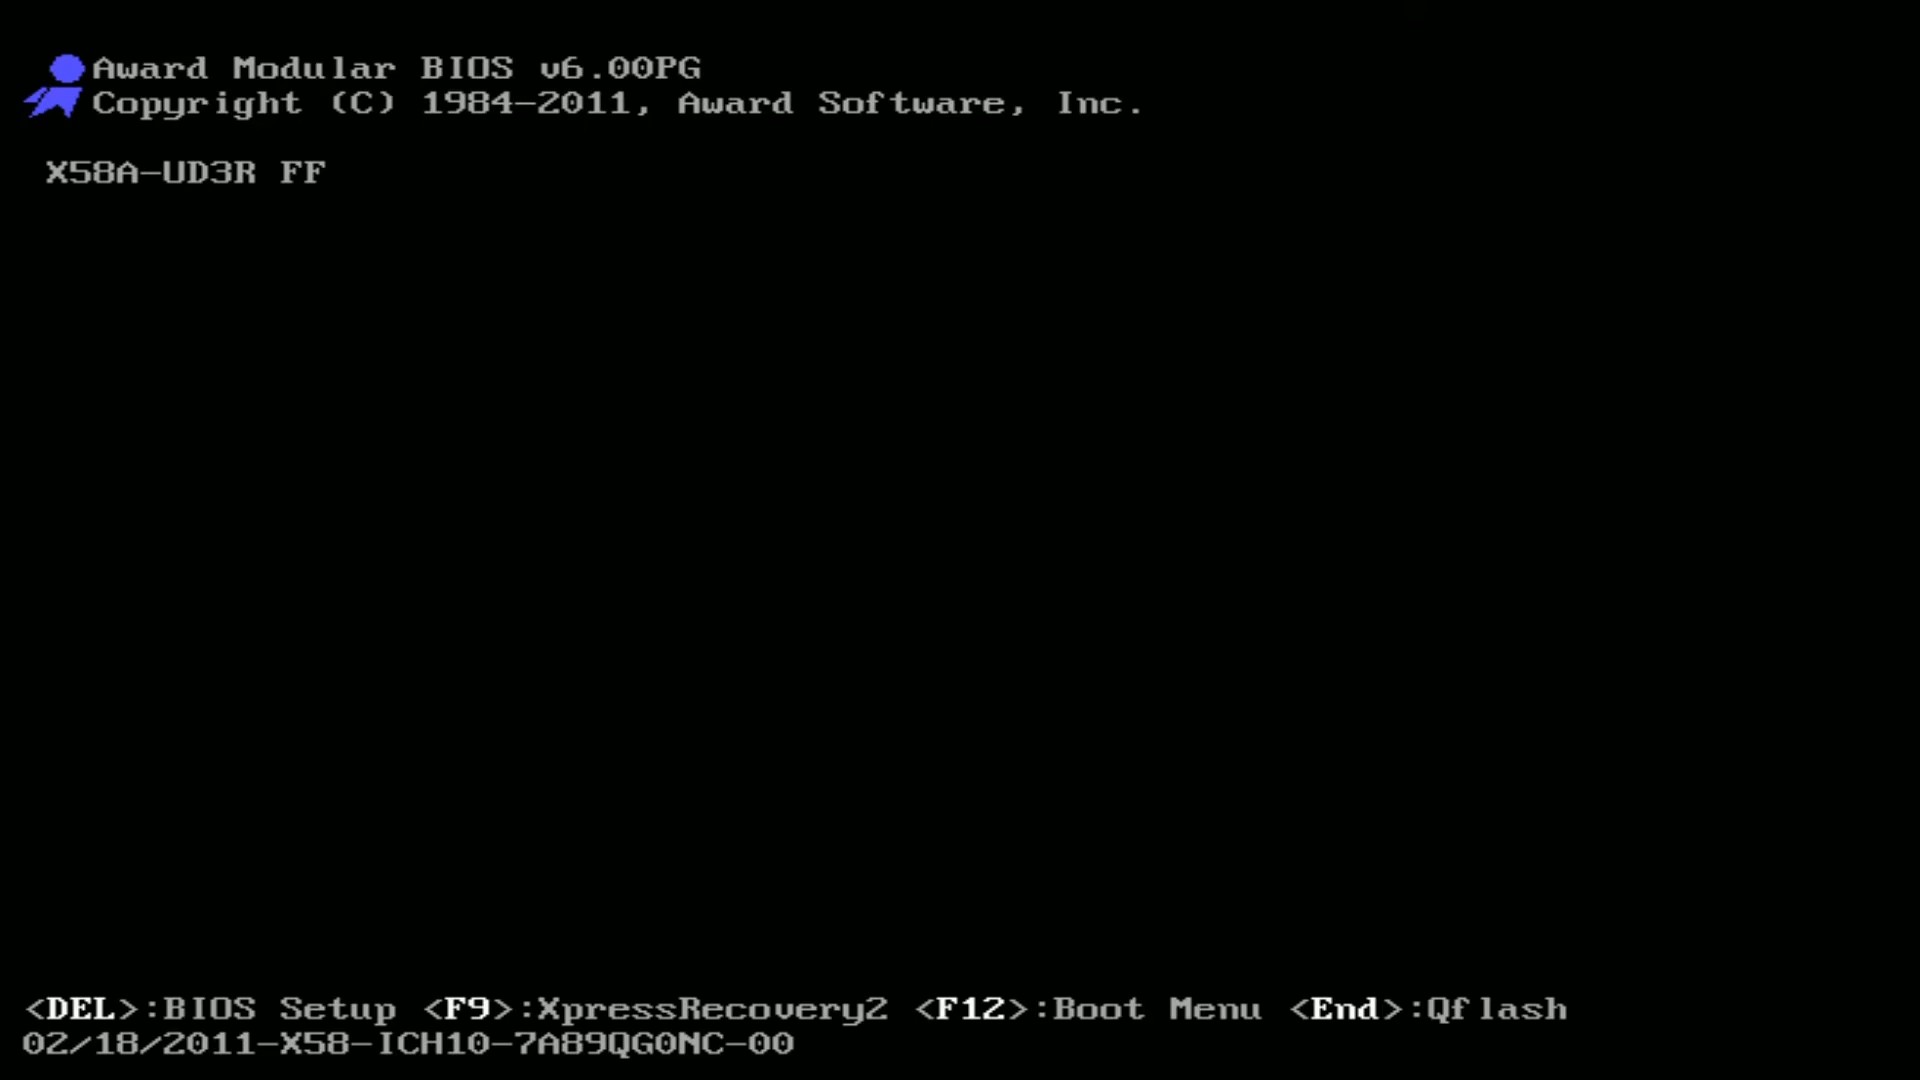 Award Modular BIOS v6.00PG
Copyright (C) 1984-2011, Award Software, Inc.
X58A-UD3R FF
<DEL>:BIOS Setup <F9>:XpressRecovery2 <F12>:Boot Menu <End>:Qflash
02/18/2011-X58-ICH10-7A89QG0NC-00